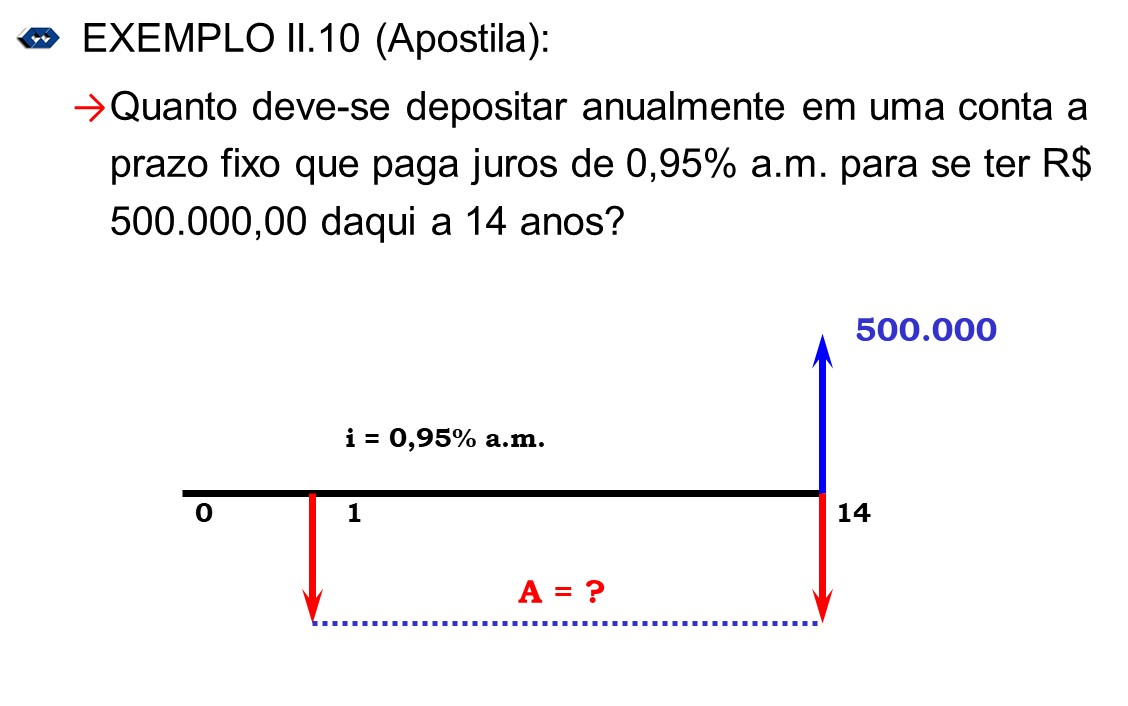 EXEMPLO II.10 (Apostila):
→Quanto deve-se depositar anualmente em uma conta a
prazo fixo que paga juros de 0,95% a.m. para se ter R$
500.000,00 daqui a 14 anos?
500.000
i = 0,95% a.m.
0 1 14
A = ?